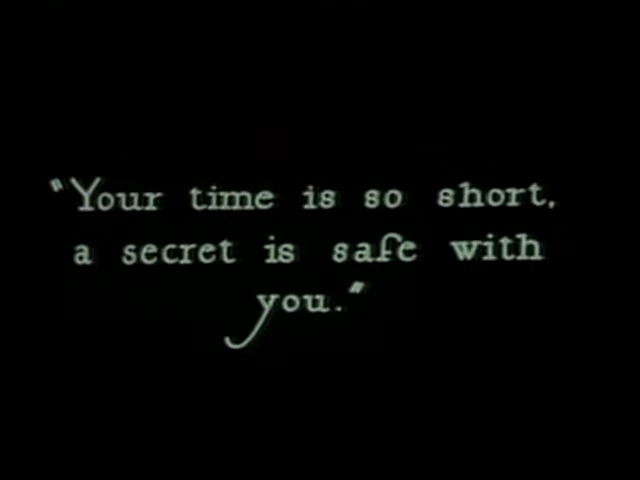 "Your time is so short,
a secret is safe with
you."